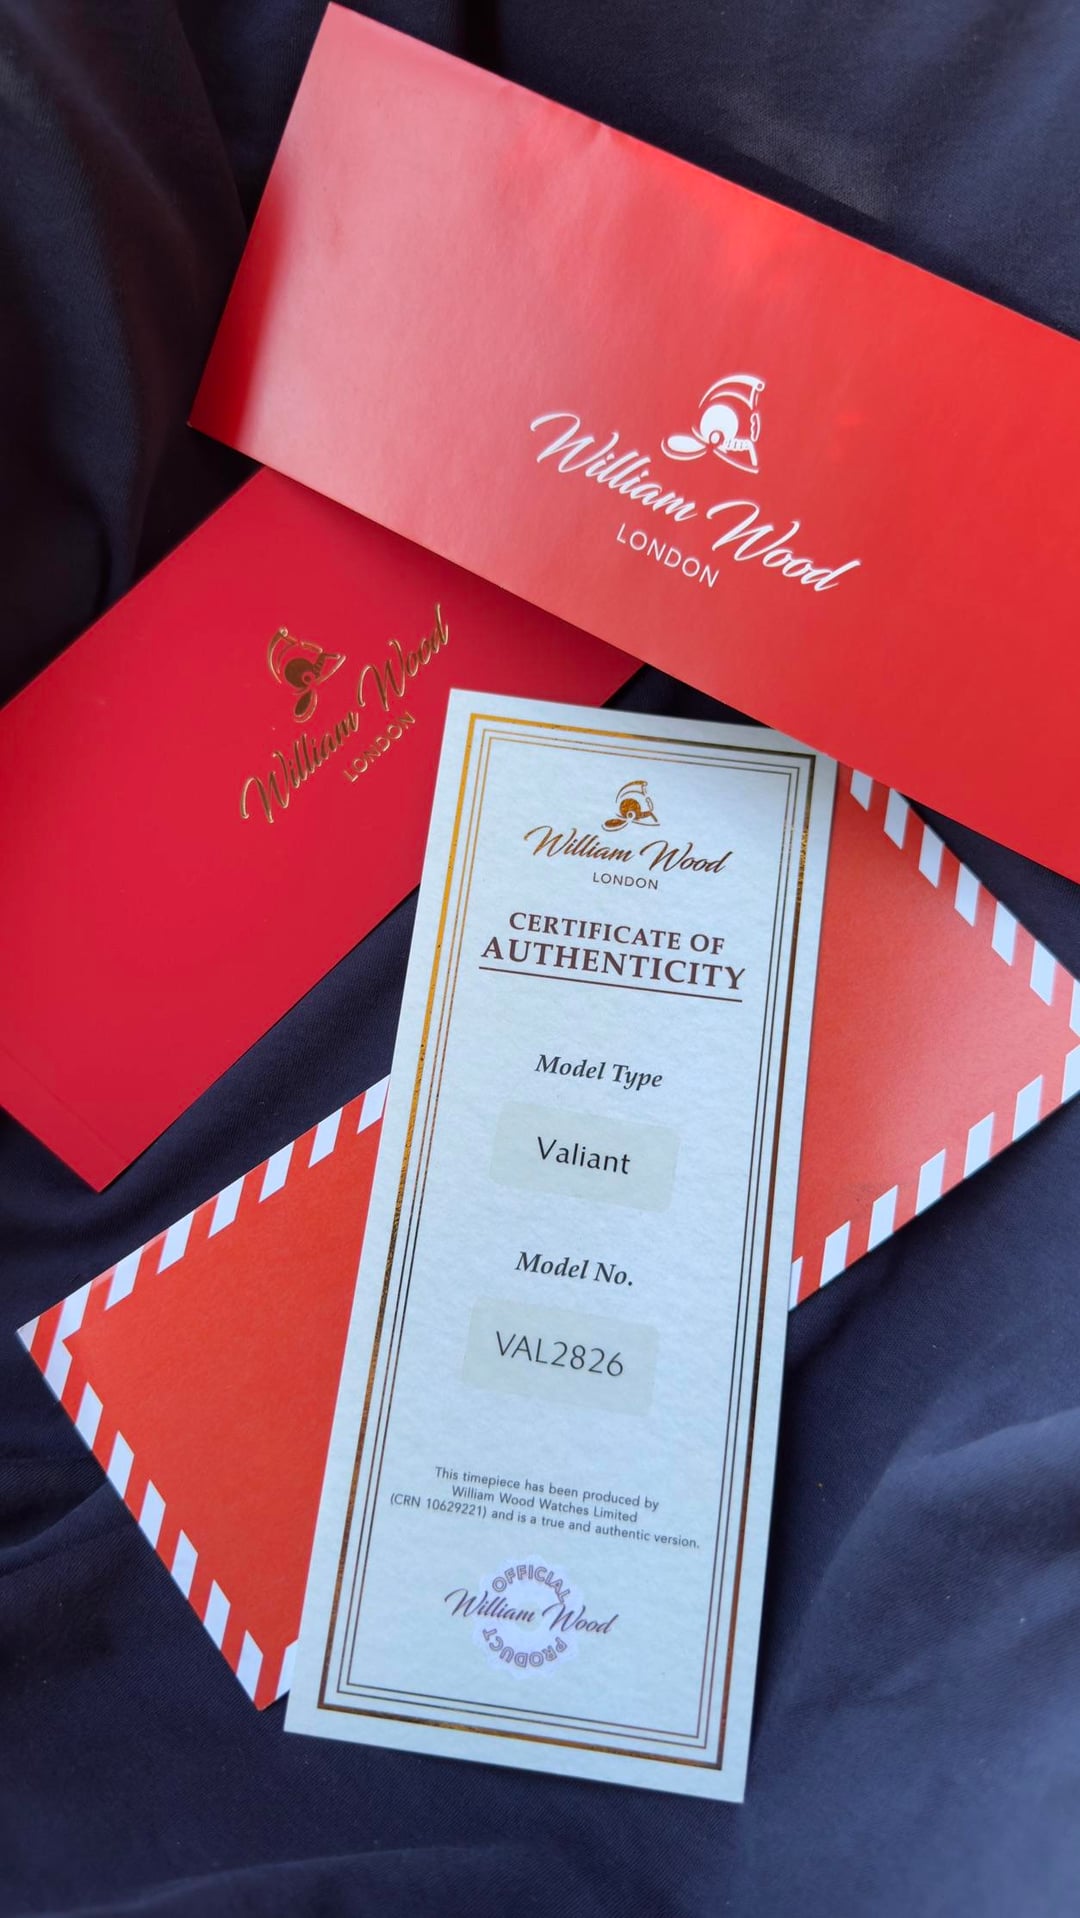 William Wood
LONDON
William Wood
LONDON
William Wood
LONDON
CERTIFICATE OF
AUTHENTICITY
Model Type
Valiant
Model No.
VAL2826
This timepiece has been produced by
William Wood Watches Limited
(CRN 10629221) and is a true and authentic version.
OFFICIAL
William Wood
PRODUCT